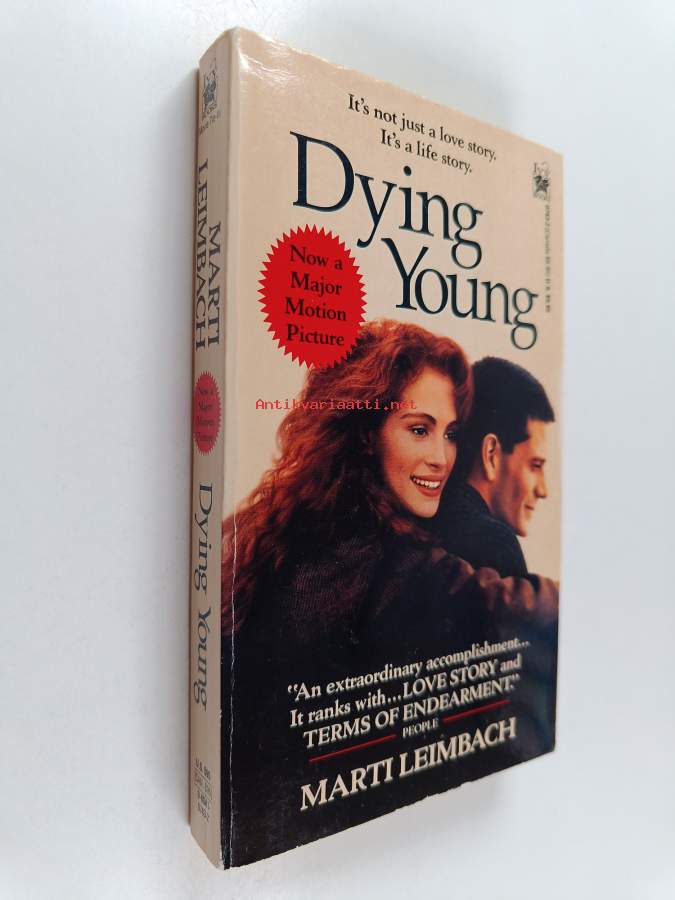 It's not just a love story.
It's a life story.
Dying
Young
Now a
Major
Motion
Picture
Antikvariaatti.net
"An extraordinary accomplishment...
It ranks with...LOVE STORY and
TERMS OF ENDEARMENT."
PEOPLE
MARTI LEIMBACH
MARTI
LEIMBACH
Now a
Major
Motion
Picture
Dying Young